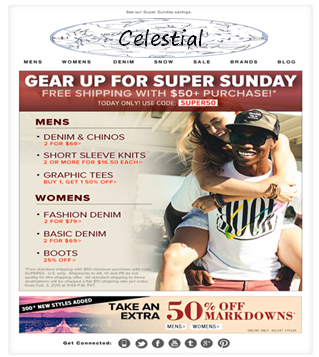 See our Super Sunday savings.
Celestial
MENS WOMENS DENIM SNOW SALE BRANDS BLOG
GEAR UP FOR SUPER SUNDAY
FREE SHIPPING WITH $50+ PURCHASE!*
TODAY ONLY! USE CODE: SUPER50
MENS
• DENIM & CHINOS
2 FOR $69>
• SHORT SLEEVE KNITS
2 OR MORE FOR $16.50 EACH>
• GRAPHIC TEES
BUY 1, GET 1 50% OFF>
WOMENS
• FASHION DENIM
2 FOR $79>
• BASIC DENIM
2 FOR $69>
• BOOTS
25% OFF>
300+ NEW STYLES ADDED
TAKE AN EXTRA 50% OFF MARKDOWNS*
MENS> WOMENS>
ONLINE ONLY. SELECT STYLES.
Get Connected: